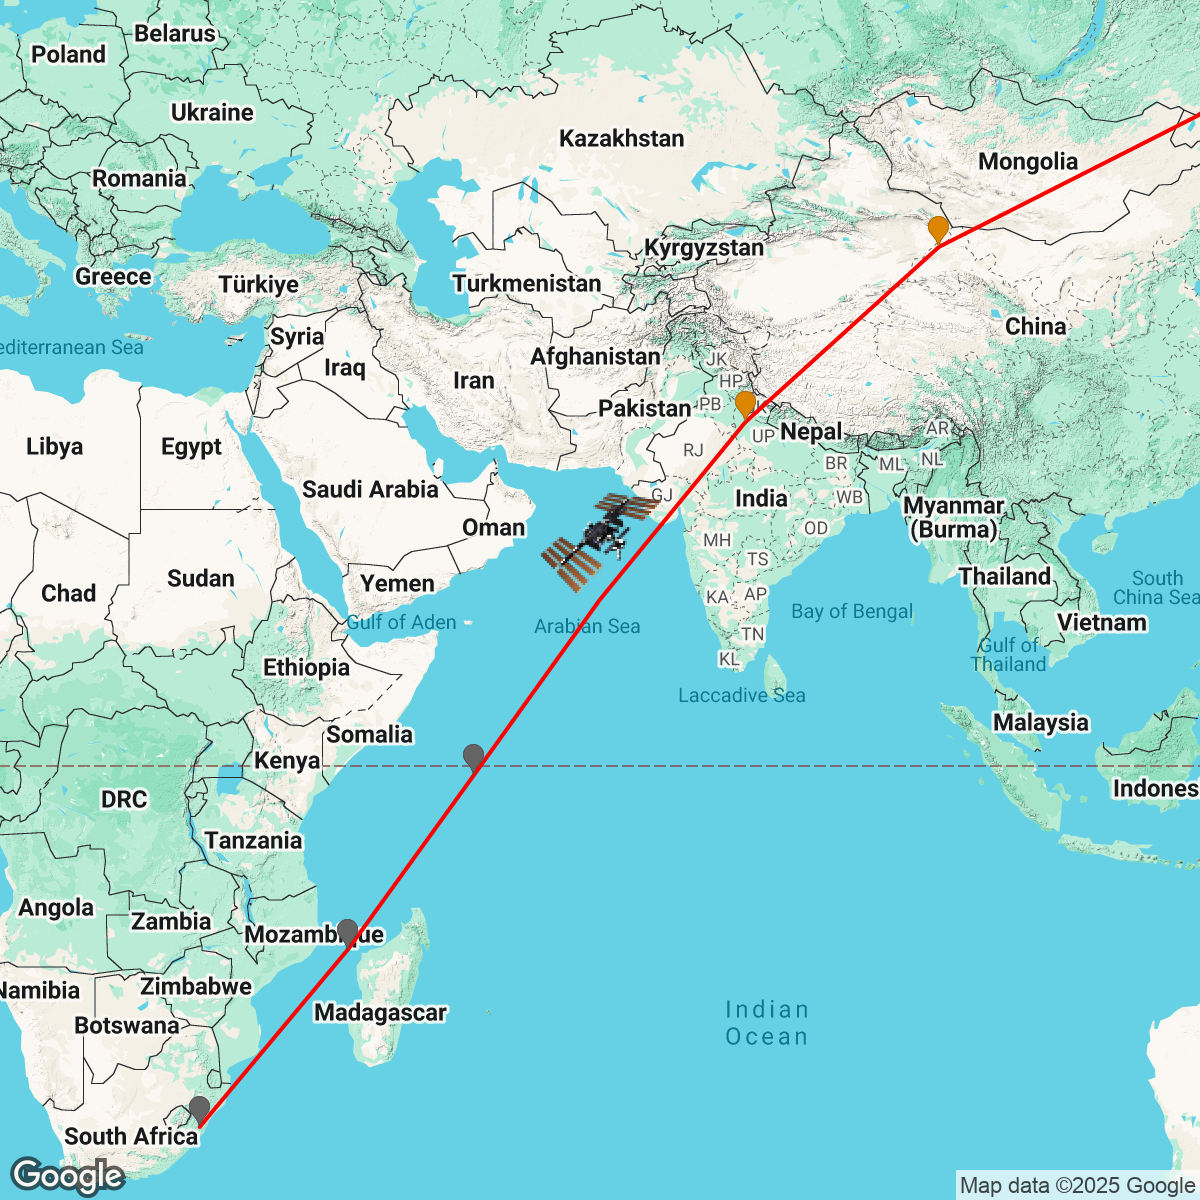 Belarus
Poland
Ukraine
Kazakhstan
Mongolia
Romania
Kyrgyzstan
Greece
Türkiye
Turkmenistan
China
Syria
editerranean Sea
Iraq
Afghanistan
JK
Iran
HP
Pakistan
PB
Nepal
UP
AR
Libya
Egypt
RJ
BR
ML
NL
Saudi Arabia
GJ
India
WB
Myanmar
(Burma)
Oman
OD
MH
TS
Chad
Sudan
Yemen
Thailand
South
China Sea
KA
AP
Gulf of Aden
Arabian Sea
Bay of Bengal
Vietnam
TN
Gulf of
Thailand
Ethiopia
KL
Laccadive Sea
Somalia
Malaysia
Kenya
DRC
Indones
Tanzania
Angola
Zambia
Mozambique
Namibia
Zimbabwe
Madagascar
Botswana
Indian
Ocean
South Africa
Google
Map data ©2025 Google